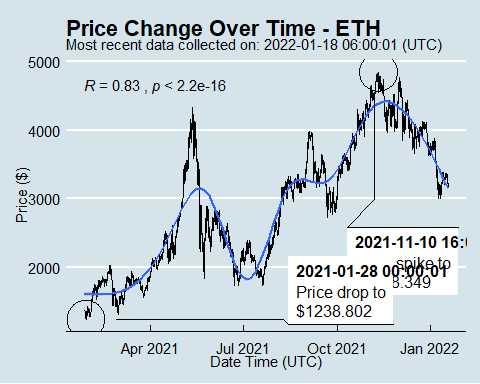 Price Change Over Time - ETH
Most recent data collected on: 2022-01-18 06:00:01 (UTC)
R = 0.83 , p < 2.2e-16
5000
4000
3000
2000
Price ($)
2021-11-10 16:0
spike to
8.349
2021-01-28 00:00:01
Price drop to
$1238.802
Apr 2021
Jul 2021
Oct 2021
Jan 2022
Date Time (UTC)